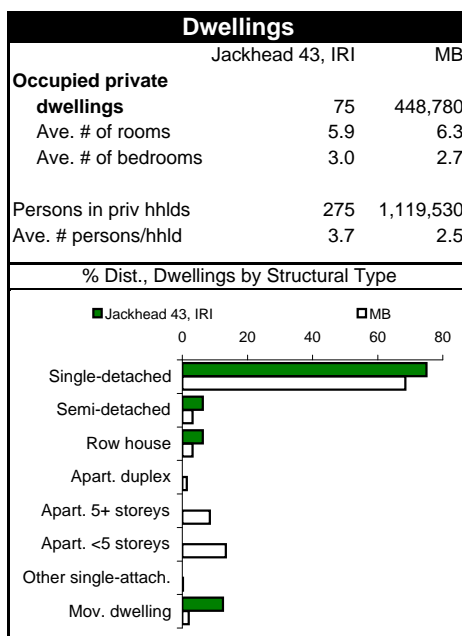 Dwellings
Jackhead 43, IRI MB
Occupied private
dwellings 75 448,780
Ave. # of rooms 5.9 6.3
Ave. # of bedrooms 3.0 2.7
Persons in priv hhlds 275 1,119,530
Ave. # persons/hhld 3.7 2.5
% Dist., Dwellings by Structural Type
Jackhead 43, IRI MB
0 20 40 60 80
Single-detached
Semi-detached
Row house
Apart. duplex
Apart. 5+ storeys
Apart. <5 storeys
Other single-attach.
Mov. dwelling